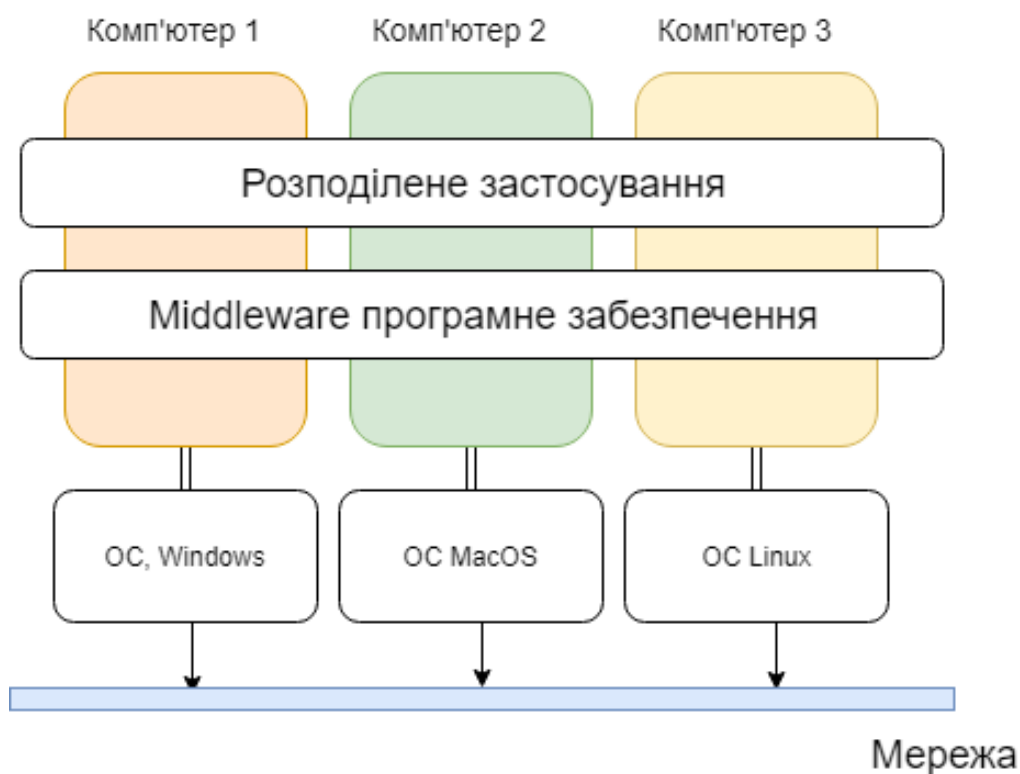 Комп'ютер 1 Комп'ютер 2 Комп'ютер 3
Розподілене застосування
Middleware програмне забезпечення
ОС, Windows ОС MacOS ОС Linux
Мережа